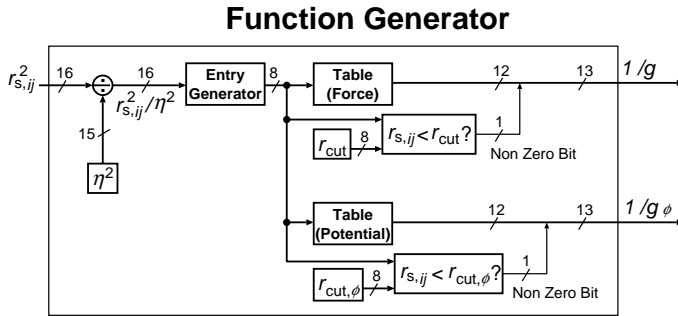 Function Generator
r²s,ij
16
÷
16
r²s,ij/η²
15
η²
Entry
Generator
8
Table
(Force)
12
13
1/g
rcut
8
rs,ij < rcut?
1
Non Zero Bit
Table
(Potential)
12
13
1/gϕ
rcut,ϕ
8
rs,ij < rcut,ϕ?
1
Non Zero Bit